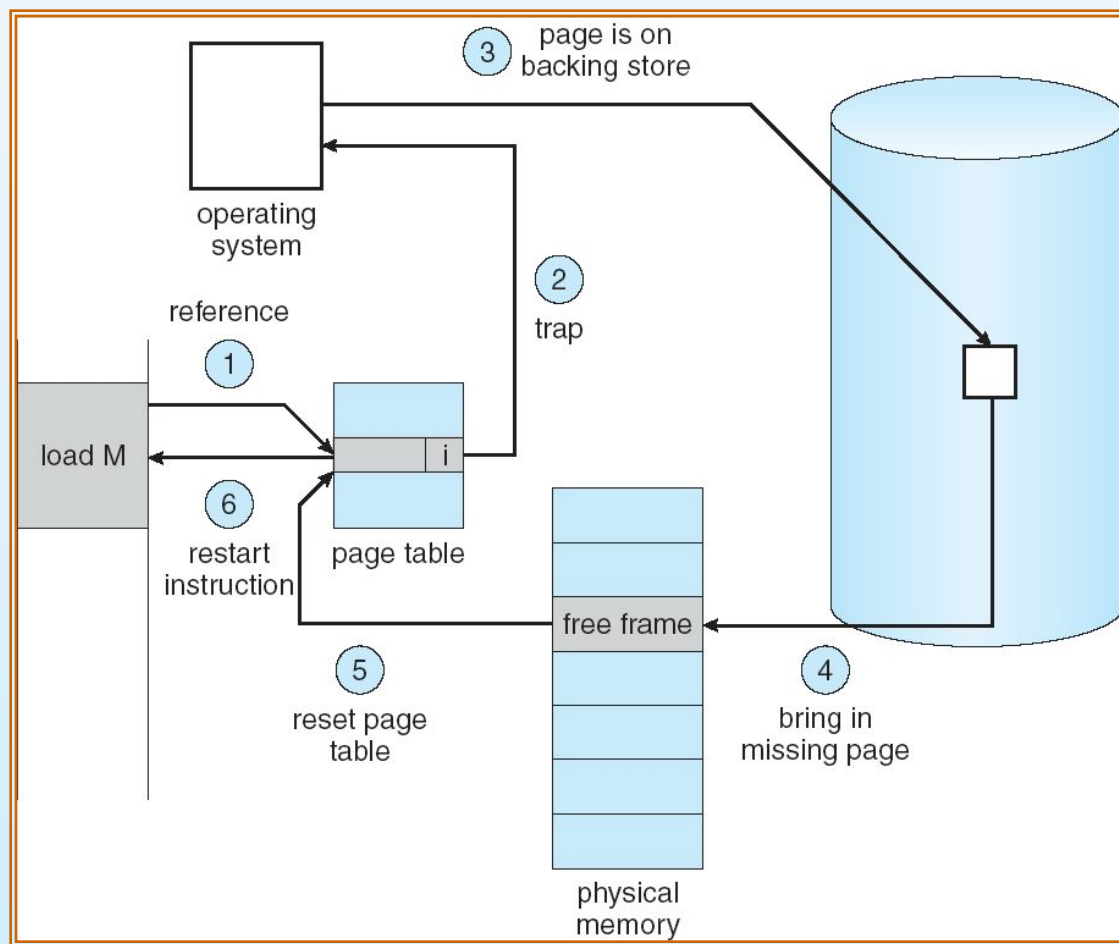 3
page is on
backing store
operating
system
2
trap
reference
1
load M
i
6
restart
instruction
page table
free frame
5
reset page
table
4
bring in
missing page
physical
memory